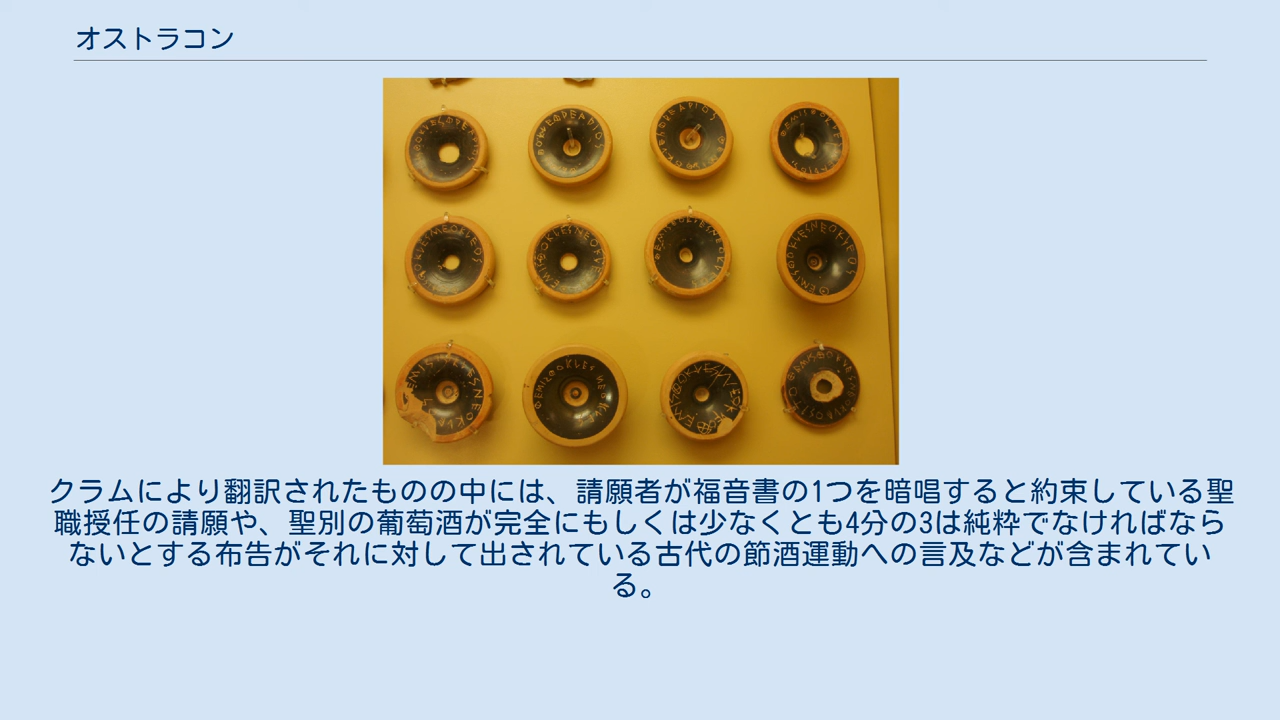 オストラコン
クラムにより翻訳されたものの中には、請願者が福音書の1つを暗唱すると約束している聖
職授任の請願や、聖別の葡萄酒が完全にもしくは少なくとも4分の3は純粋でなければなら
ないとする布告がそれに対して出されている古代の節酒運動への言及などが含まれてい
る。